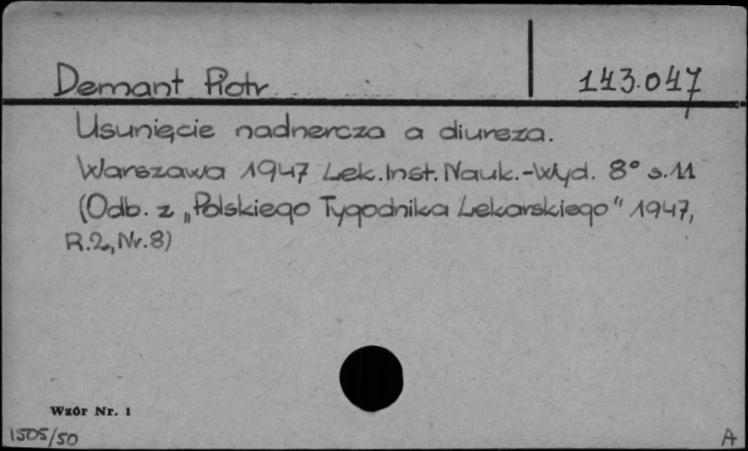 Demant Piotr 143.047
Usunięcie nadnercza a diureza.
Warszawa 1947 Lek.Inst.Nauk.-Wyd. 8° s.11
(Odb. z „Polskiego Tygodnika Lekarskiego" 1947,
R.2, Nr.8)
Wzór Nr. 1
1505/50 A